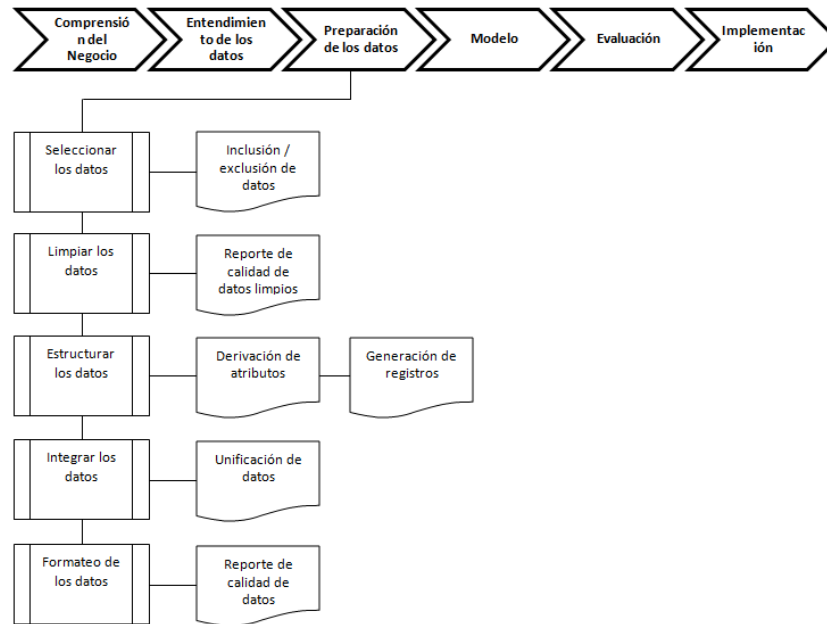 Comprensió
n del
Negocio
Entendimien
to de los
datos
Preparación
de los datos
Modelo
Evaluación
Implementac
ión
Seleccionar
los datos
Inclusión /
exclusión de
datos
Limpiar los
datos
Reporte de
calidad de
datos limpios
Estructurar
los datos
Derivación de
atributos
Generación de
registros
Integrar los
datos
Unificación de
datos
Formateo de
los datos
Reporte de
calidad de
datos